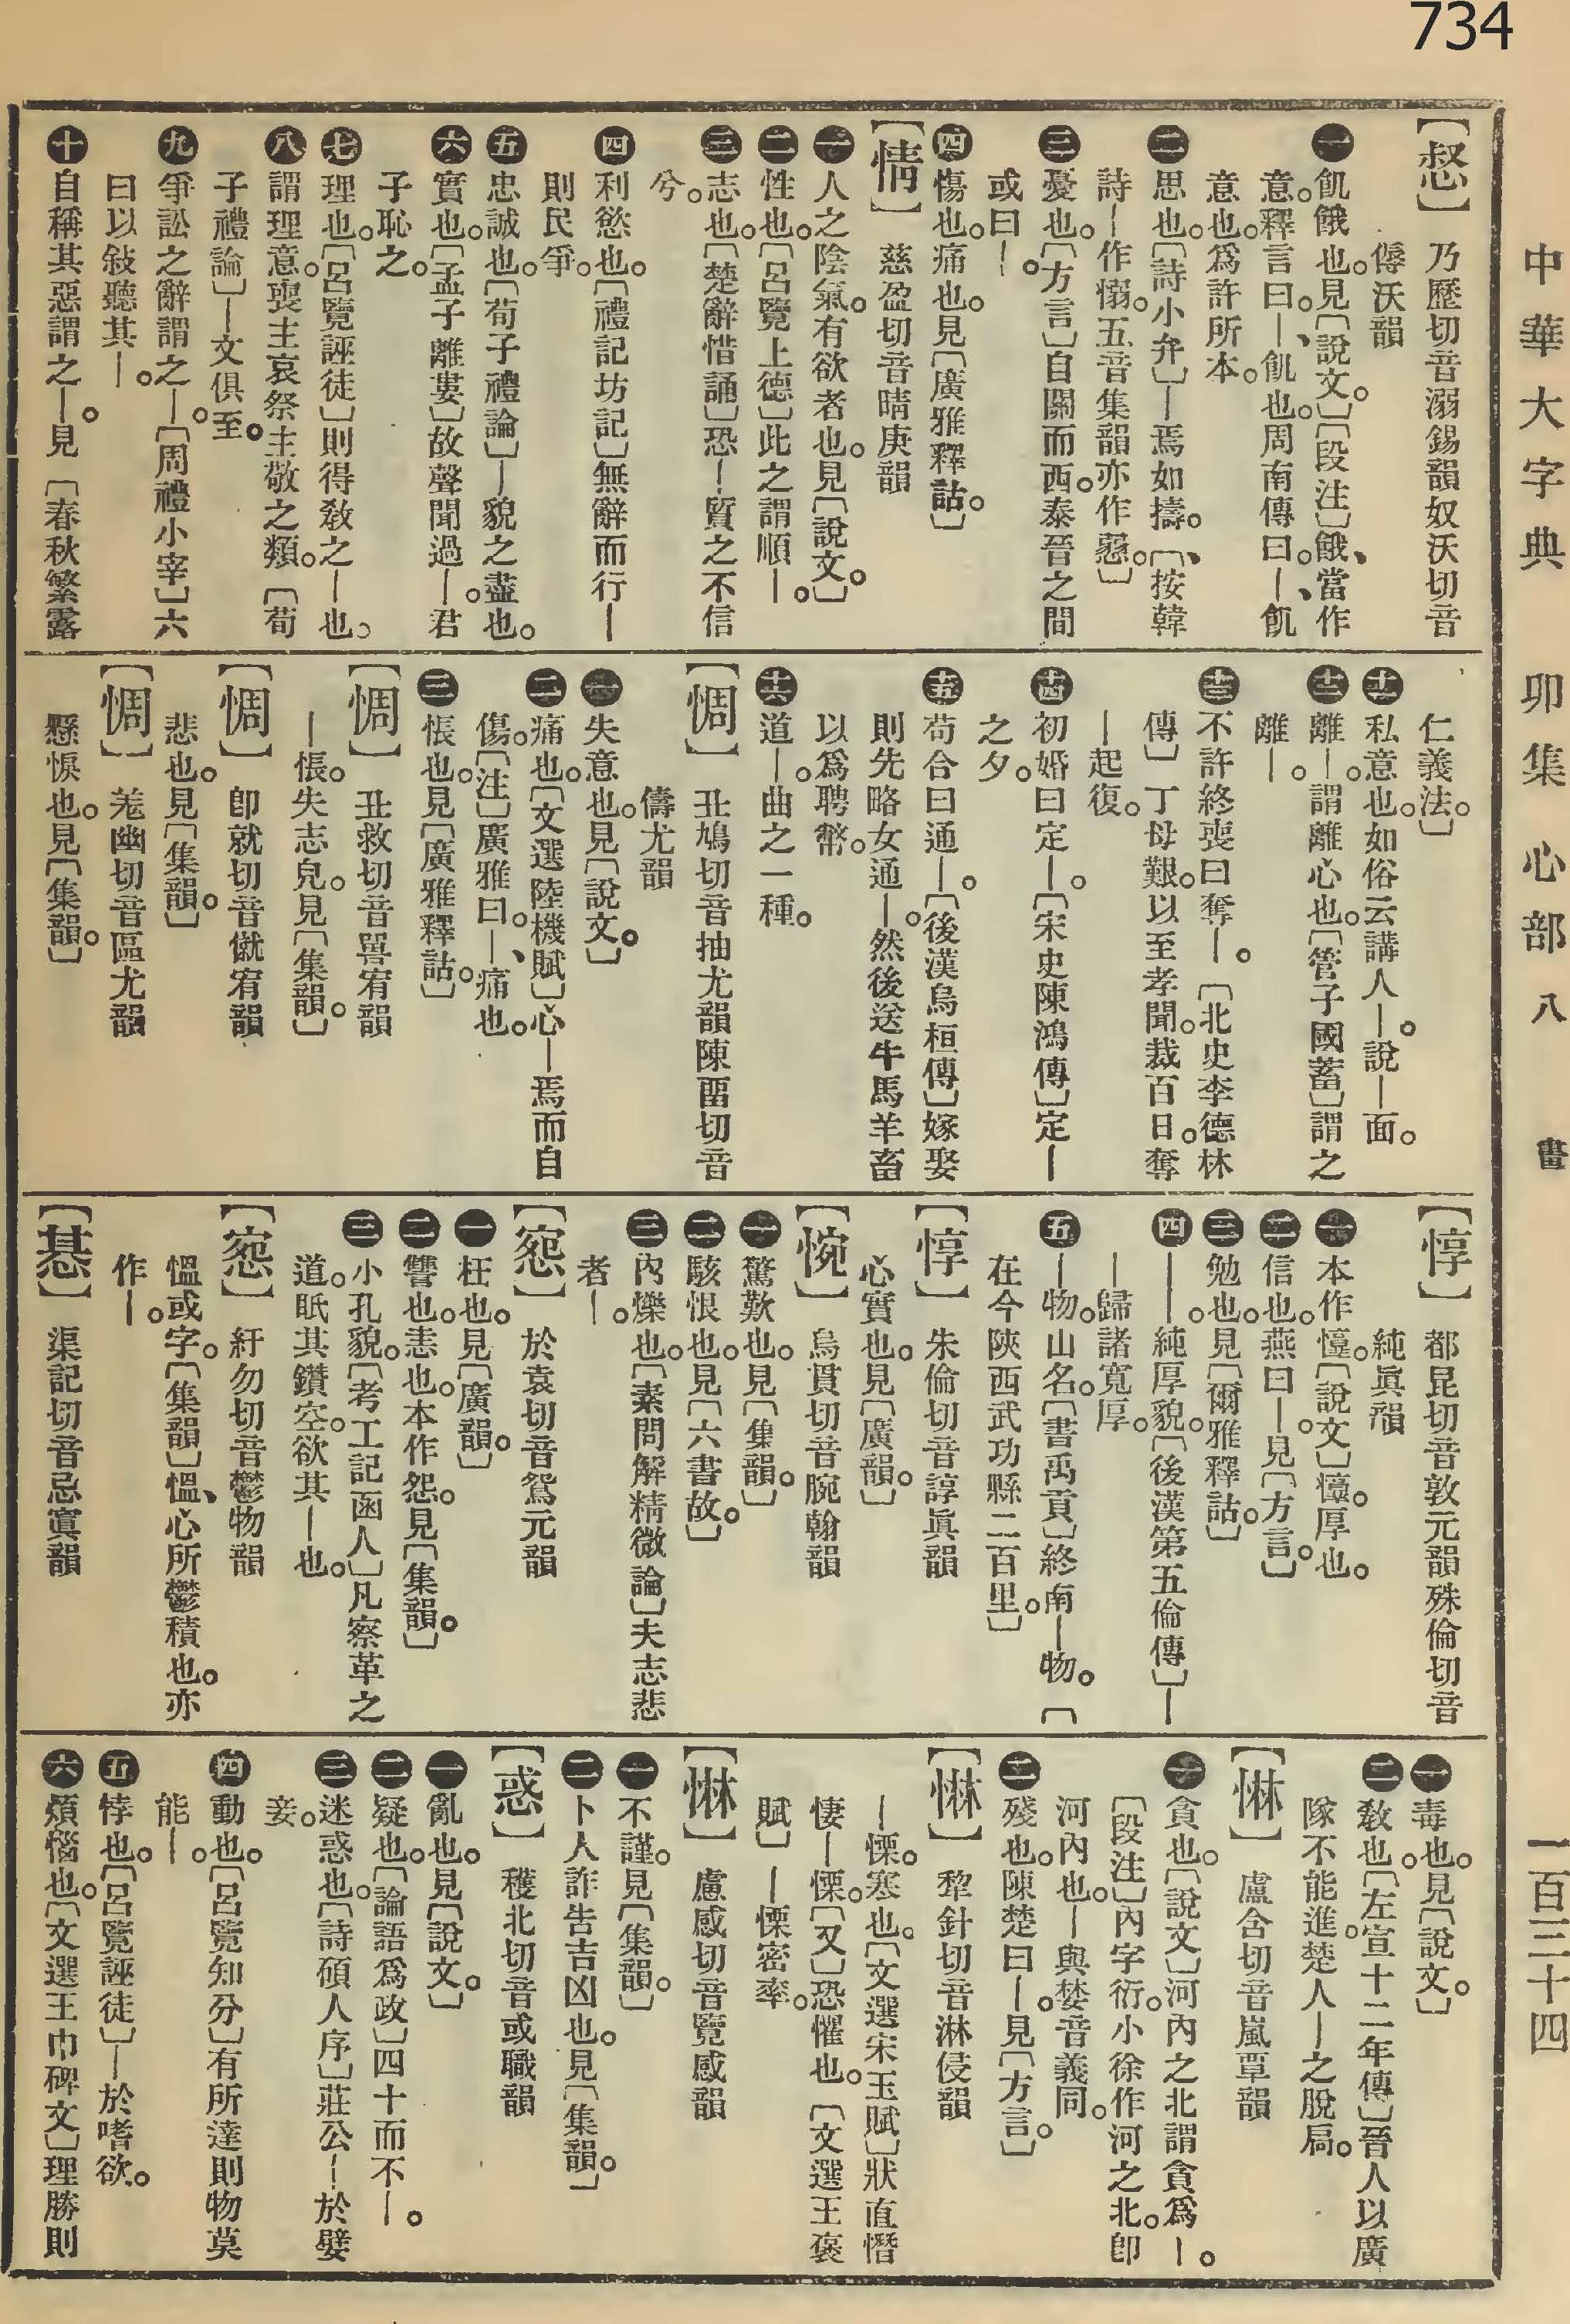 734
中華大字典　卯集　心部　八畫　一百三十四
【惄】乃歷切音溺錫韻奴沃切音
傉沃韻
㊀飢餓也。見〔說文。〕〔段注〕餓、當作
意。釋言曰。―、飢也。周南傳曰。―、飢
意也。爲許所本。
㊁思也。〔詩小弁〕―焉如擣。〔按、韓
詩―作愵。五音集韻亦作㥾。〕
㊂憂也。〔方言〕自關而西。秦晉之間
或曰―。
㊃傷也。痛也。見〔廣雅釋詁。〕
【情】慈盈切音晴庚韻
㊀人之陰氣。有欲者也。見〔說文。〕
㊁性也。〔呂覽上德〕此之謂順―。
㊂志也。〔楚辭惜誦〕恐―質之不信
兮。
㊃利慾也。〔禮記坊記〕無辭而行―
則民爭。
㊄忠誠也。〔荀子禮論〕―貌之盡也。
㊅實也。〔孟子離婁〕故聲聞過―。君
子恥之。
㊆理也。〔呂覽誣徒〕則得敎之―也。
㊇謂理意。喪主哀祭主敬之類。〔荀
子禮論〕―文俱至。
㊈爭訟之辭謂之―。〔周禮小宰〕六
曰以敍聽其―。
㊉自稱其惡謂之―。見〔春秋繁露
仁義法。〕
⑪私意也。如俗云講人―。說―面。
⑫離―。謂離心也。〔管子國蓄〕謂之
離―。
⑬不許終喪曰奪―。〔北史李德林
傳〕丁母艱。以至孝聞。裁百日。奪
―起復。
⑭初婚曰定―。〔宋史陳鴻傳〕定―
之夕。
⑮苟合曰通―。〔後漢烏桓傳〕嫁娶
則先略女通―。然後送牛馬羊畜
以爲聘幣。
⑯道―。曲之一種。
【惆】丑鳩切音抽尤韻陳畱切音
儔尤韻
㊀失意也。見〔說文。〕
㊁痛也。〔文選陸機賦〕心―焉而自
傷。〔注〕廣雅曰。―、痛也。
㊂悵也。見〔廣雅釋詁。〕
【惆】丑救切音嘼宥韻
―悵。失志皃。見〔集韻。〕
【惆】卽就切音僦宥韻
悲也。見〔集韻。〕
【惆】羌幽切音區尤韻
懸惧也。見〔集韻。〕
【惇】都昆切音敦元韻殊倫切音
純眞韻
㊀本作㦟。〔說文〕㦟。厚也。
㊁信也。燕曰―。見〔方言。〕
㊂勉也。見〔爾雅釋詁。〕
㊃――。純厚貌。〔後漢第五倫傳〕―
―歸諸寬厚。
㊄―物。山名。〔書禹貢〕終南―物。〔
在今陝西武功縣二百里。〕
【惇】朱倫切音諄眞韻
心實也。見〔廣韻。〕
【惋】烏貫切音腕翰韻
㊀驚歎也。見〔集韻。〕
㊁駭恨也。見〔六書故。〕
㊂內爍也。〔素問解精微論〕夫志悲
者―。
【惌】於袁切音鴛元韻
㊀枉也。見〔廣韻。〕
㊁讐也。恚也。本作怨。見〔集韻。〕
㊂小孔貌。〔考工記函人〕凡察革之
道。眂其鑽空。欲其―也。
【惌】紆勿切音鬱物韻
慍或字。〔集韻〕慍、心所鬱積也。亦
作―。
【惎】渠記切音忌寘韻
㊀毒也。見〔說文。〕
㊁敎也。〔左宣十二年傳〕晉人以廣
隊不能進。楚人―之脫扃。
【惏】盧含切音嵐覃韻
㊀貪也。〔說文〕河內之北謂貪爲―。
〔段注〕內字衍。小徐作河之北。卽
河內也。―與婪音義同。
㊁殘也。陳楚曰―。見〔方言。〕
【惏】犂針切音淋侵韻
―慄。寒也。〔文選宋玉賦〕狀直憯
悽―慄。〔又〕恐懼也。〔文選王褒
賦〕―慄密率。
【惏】盧感切音覽感韻
㊀不謹。見〔集韻。〕
㊁卜人詐告吉凶也。見〔集韻。〕
【惑】穫北切音或職韻
㊀亂也。見〔說文。〕
㊁疑也。〔論語爲政〕四十而不―。
㊂迷惑也。〔詩碩人序〕莊公―於嬖
妾。
㊃動也。〔呂覽知分〕有所達則物莫
能―。
㊄悖也。〔呂覽誣徒〕―於嗜欲。
㊅煩惱也。〔文選王巾碑文〕理勝則